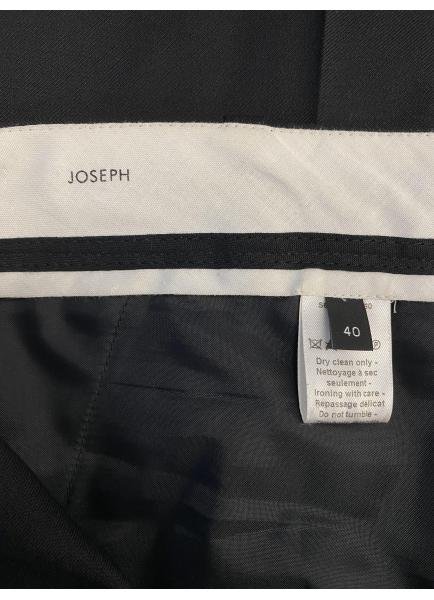 JOSEPH
40
Dry clean only -
Nettoyage à sec
seulement -
Ironing with care -
Repassage délicat
Do not tumble -